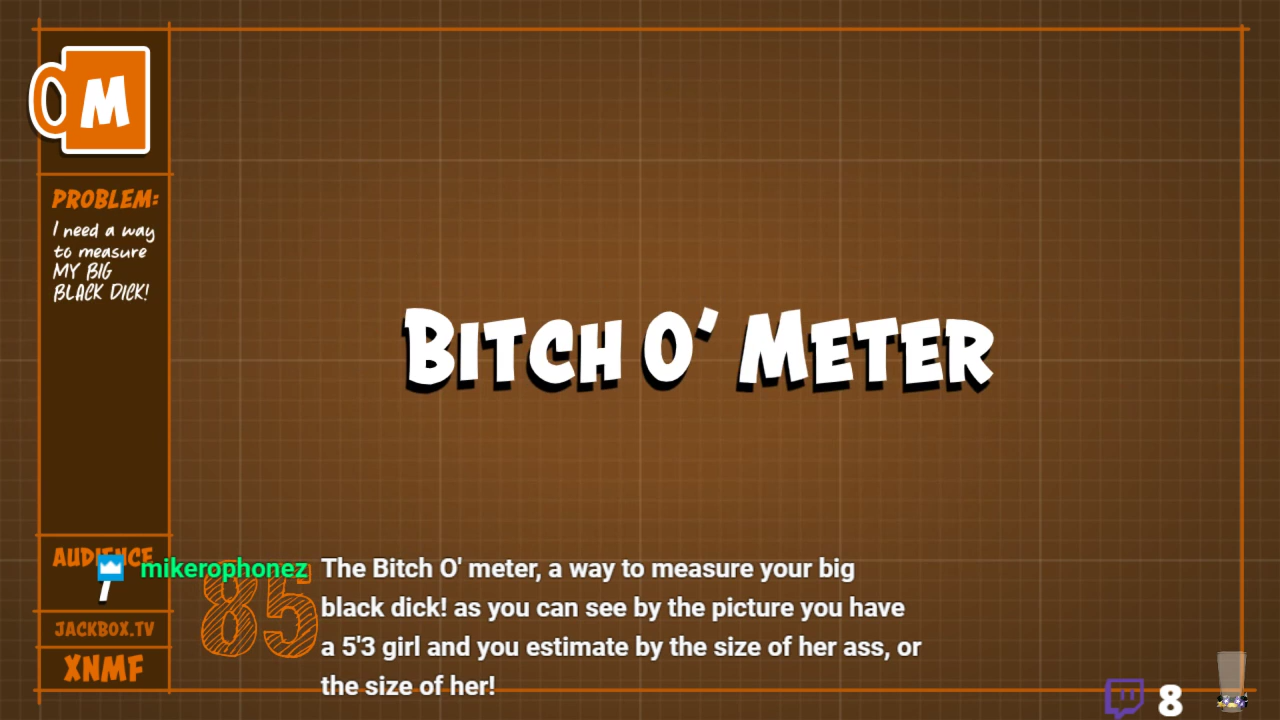 M
PROBLEM:
I need a way
to measure
MY BIG
BLACK DICK!
BITCH O' METER
AUDIENCE
1
JACKBOX.TV
XNMF
85
mikerophonez The Bitch O' meter, a way to measure your big
black dick! as you can see by the picture you have
a 5'3 girl and you estimate by the size of her ass, or
the size of her!
8